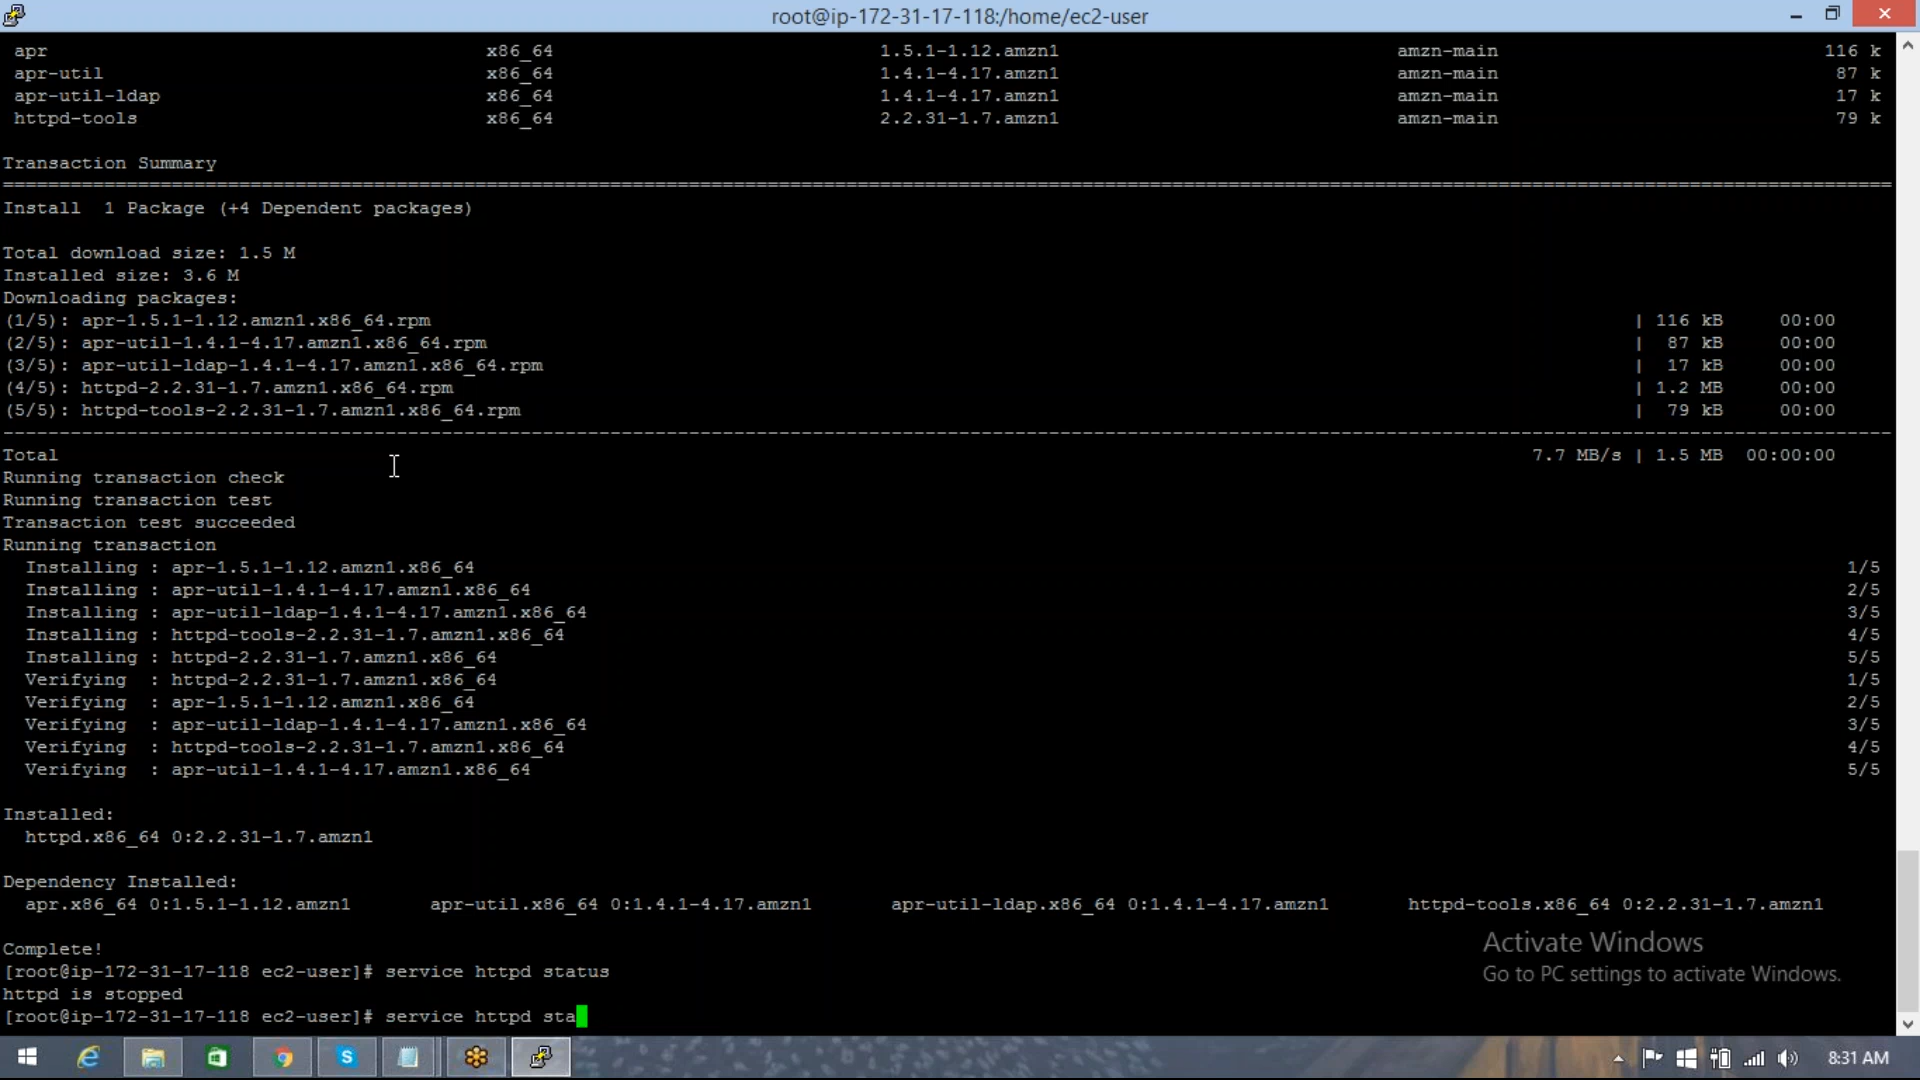 root@ip-172-31-17-118:/home/ec2-user
apr x86_64 1.5.1-1.12.amzn1 amzn-main 116 k
apr-util x86_64 1.4.1-4.17.amzn1 amzn-main 87 k
apr-util-ldap x86_64 1.4.1-4.17.amzn1 amzn-main 17 k
httpd-tools x86_64 2.2.31-1.7.amzn1 amzn-main 79 k
Transaction Summary
================================================================================
Install  1 Package (+4 Dependent packages)
Total download size: 1.5 M
Installed size: 3.6 M
Downloading packages:
(1/5): apr-1.5.1-1.12.amzn1.x86_64.rpm | 116 kB 00:00
(2/5): apr-util-1.4.1-4.17.amzn1.x86_64.rpm | 87 kB 00:00
(3/5): apr-util-ldap-1.4.1-4.17.amzn1.x86_64.rpm | 17 kB 00:00
(4/5): httpd-2.2.31-1.7.amzn1.x86_64.rpm | 1.2 MB 00:00
(5/5): httpd-tools-2.2.31-1.7.amzn1.x86_64.rpm | 79 kB 00:00
--------------------------------------------------------------------------------
Total 7.7 MB/s | 1.5 MB 00:00:00
Running transaction check
Running transaction test
Transaction test succeeded
Running transaction
Installing : apr-1.5.1-1.12.amzn1.x86_64 1/5
Installing : apr-util-1.4.1-4.17.amzn1.x86_64 2/5
Installing : apr-util-ldap-1.4.1-4.17.amzn1.x86_64 3/5
Installing : httpd-tools-2.2.31-1.7.amzn1.x86_64 4/5
Installing : httpd-2.2.31-1.7.amzn1.x86_64 5/5
Verifying  : httpd-2.2.31-1.7.amzn1.x86_64 1/5
Verifying  : apr-1.5.1-1.12.amzn1.x86_64 2/5
Verifying  : apr-util-ldap-1.4.1-4.17.amzn1.x86_64 3/5
Verifying  : httpd-tools-2.2.31-1.7.amzn1.x86_64 4/5
Verifying  : apr-util-1.4.1-4.17.amzn1.x86_64 5/5
Installed:
httpd.x86_64 0:2.2.31-1.7.amzn1
Dependency Installed:
apr.x86_64 0:1.5.1-1.12.amzn1 apr-util.x86_64 0:1.4.1-4.17.amzn1 apr-util-ldap.x86_64 0:1.4.1-4.17.amzn1 httpd-tools.x86_64 0:2.2.31-1.7.amzn1
Complete!
Activate Windows
[root@ip-172-31-17-118 ec2-user]# service httpd status
Go to PC settings to activate Windows.
httpd is stopped
[root@ip-172-31-17-118 ec2-user]# service httpd sta
8:31 AM